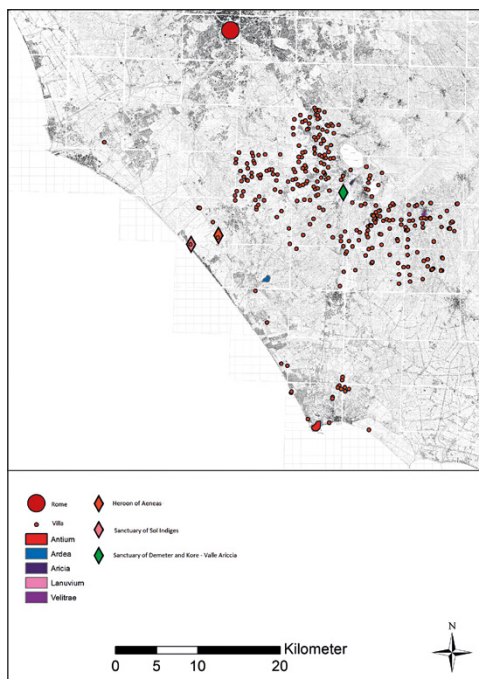 Rome
Villa
Antium
Ardea
Aricia
Lanuvium
Velitrae
Heroon of Aeneas
Sanctuary of Sol Indiges
Sanctuary of Demeter and Kore - Valle Ariccia
N
Kilometer
0 5 10 20